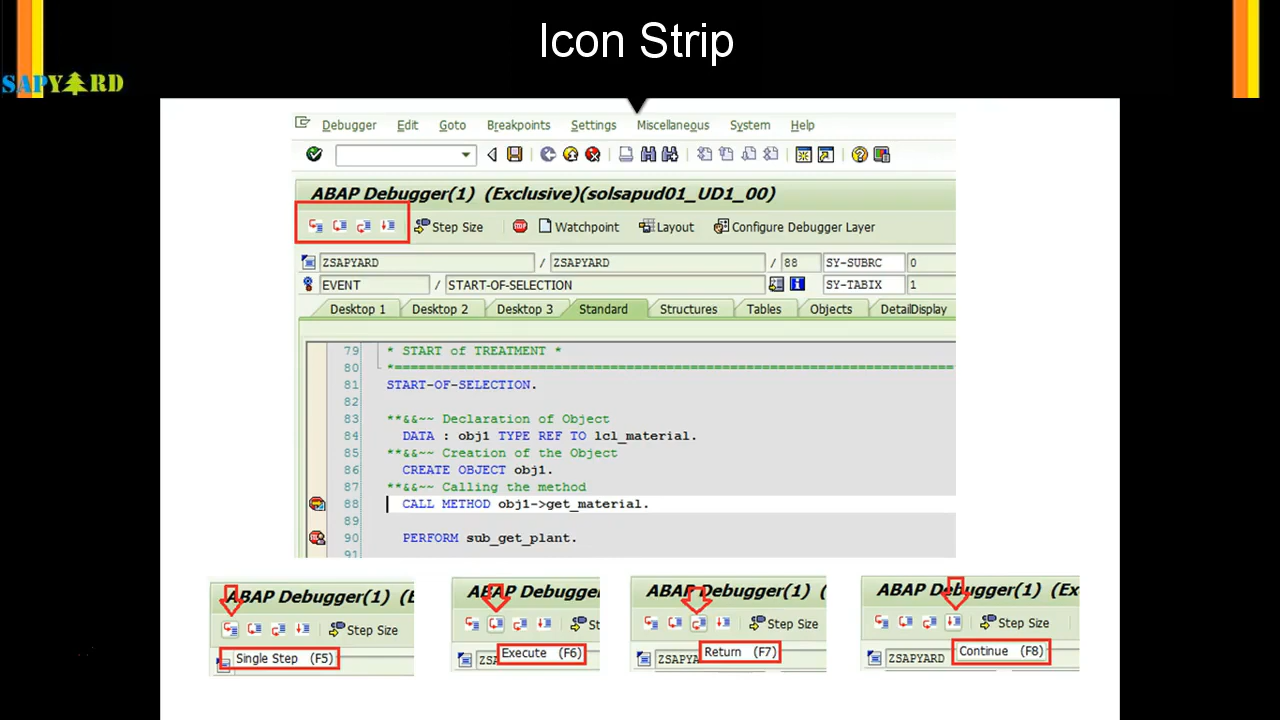 Icon Strip
SAPYARD
Debugger Edit Goto Breakpoints Settings Miscellaneous System Help
ABAP Debugger(1) (Exclusive)(solsapud01_UD1_00)
Step Size Watchpoint Layout Configure Debugger Layer
ZSAPYARD / ZSAPYARD / 88 SY-SUBRC 0
EVENT / START-OF-SELECTION SY-TABIX 1
Desktop 1 Desktop 2 Desktop 3 Standard Structures Tables Objects DetailDisplay
79 * START of TREATMENT *
80 *======================================================================
81 START-OF-SELECTION.
82
83 **&&~~ Declaration of Object
84 DATA : obj1 TYPE REF TO lcl_material.
85 **&&~~ Creation of the Object
86 CREATE OBJECT obj1.
87 **&&~~ Calling the method
88 CALL METHOD obj1->get_material.
89
90 PERFORM sub_get_plant.
91
ABAP Debugger(1) (E
Step Size
Single Step (F5)
ABAP Debugge
St
ZSA
Execute (F6)
ABAP Debugger(1) (
Step Size
ZSAPYA
Return (F7)
ABAP Debugger(1) (Ex
Step Size
ZSAPYARD
Continue (F8)